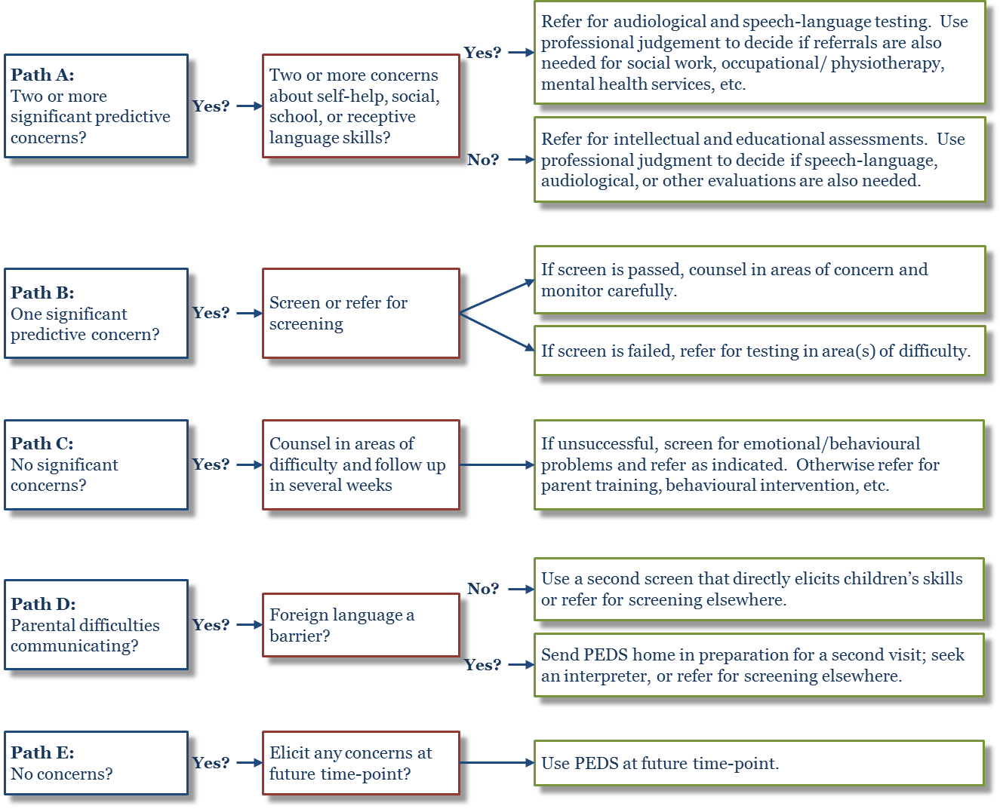 Path A:
Two or more
significant predictive
concerns?
Yes?
Two or more concerns
about self-help, social,
school, or receptive
language skills?
Yes?
Refer for audiological and speech-language testing.  Use
professional judgement to decide if referrals are also
needed for social work, occupational/ physiotherapy,
mental health services, etc.
No?
Refer for intellectual and educational assessments.  Use
professional judgment to decide if speech-language,
audiological, or other evaluations are also needed.
Path B:
One significant
predictive concern?
Yes?
Screen or refer for
screening
If screen is passed, counsel in areas of concern and
monitor carefully.
If screen is failed, refer for testing in area(s) of difficulty.
Path C:
No significant
concerns?
Yes?
Counsel in areas of
difficulty and follow up
in several weeks
If unsuccessful, screen for emotional/behavioural
problems and refer as indicated.  Otherwise refer for
parent training, behavioural intervention, etc.
Path D:
Parental difficulties
communicating?
Yes?
Foreign language a
barrier?
No?
Use a second screen that directly elicits children’s skills
or refer for screening elsewhere.
Yes?
Send PEDS home in preparation for a second visit; seek
an interpreter, or refer for screening elsewhere.
Path E:
No concerns?
Yes?
Elicit any concerns at
future time-point?
Use PEDS at future time-point.